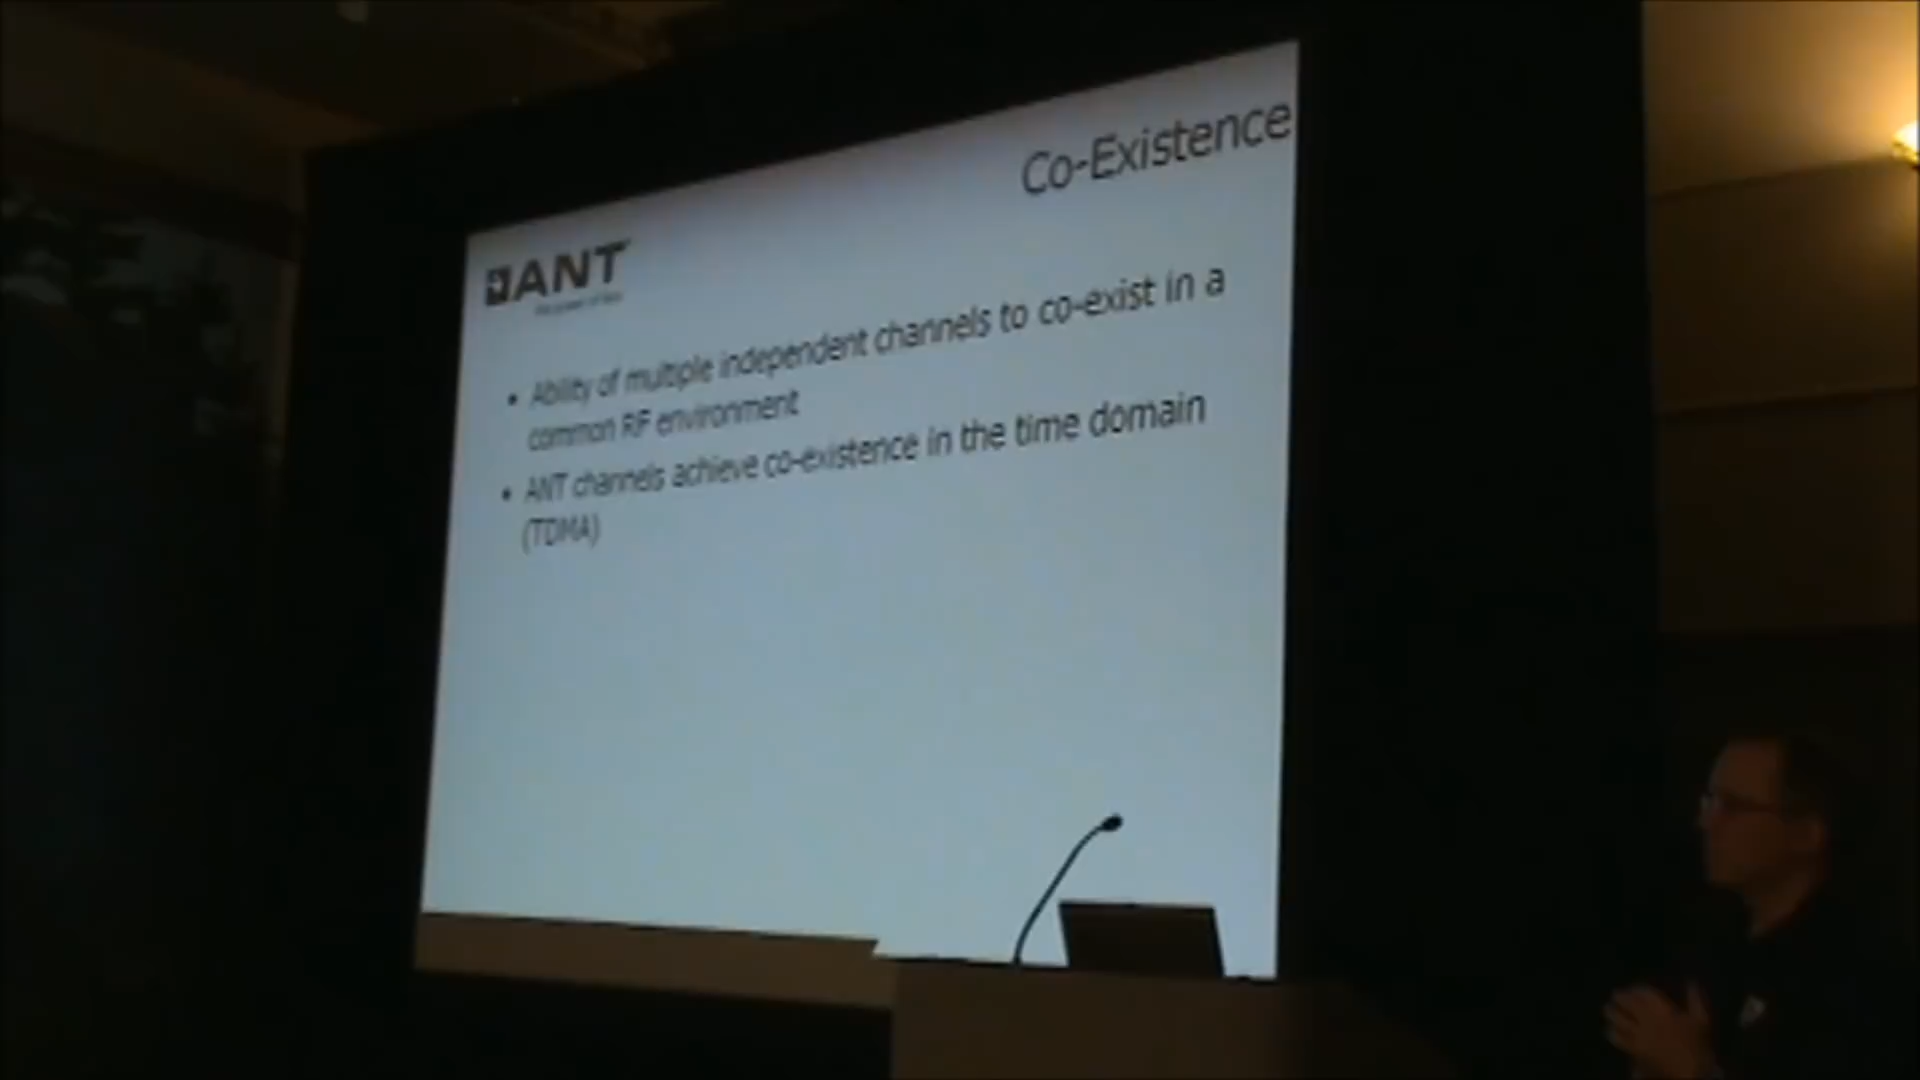 Co-Existence
ANT
• Ability of multiple independent channels to co-exist in a
common RF environment
• ANT channels achieve co-existence in the time domain
(TDMA)